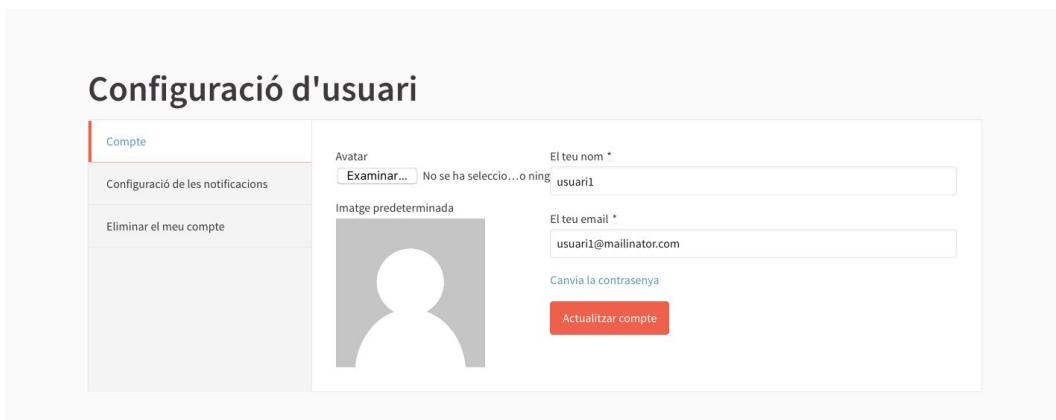 Configuració d'usuari
Compte
Configuració de les notificacions
Eliminar el meu compte
Avatar
Examinar... No se ha seleccio…o ning
Imatge predeterminada
El teu nom *
usuari1
El teu email *
usuari1@mailinator.com
Canvia la contrasenya
Actualitzar compte